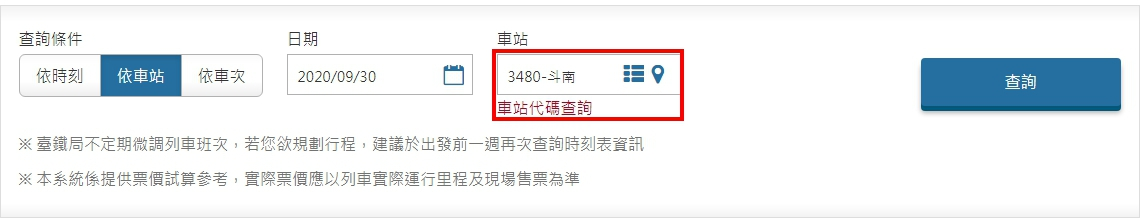 查詢條件 日期 車站
依時刻 依車站 依車次 2020/09/30 3480-斗南 查詢
車站代碼查詢
※ 臺鐵局不定期微調列車班次，若您欲規劃行程，建議於出發前一週再次查詢時刻表資訊
※ 本系統係提供票價試算參考，實際票價應以列車實際運行里程及現場售票為準